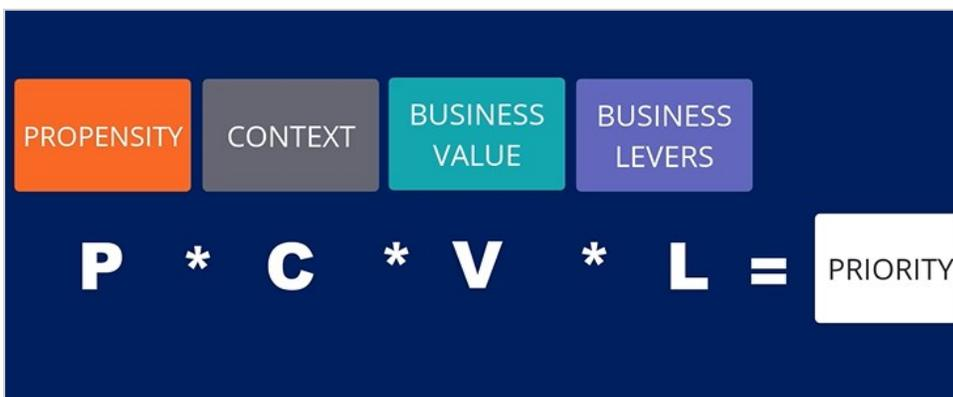 PROPENSITY
CONTEXT
BUSINESS
VALUE
BUSINESS
LEVERS
P * C * V * L = PRIORITY